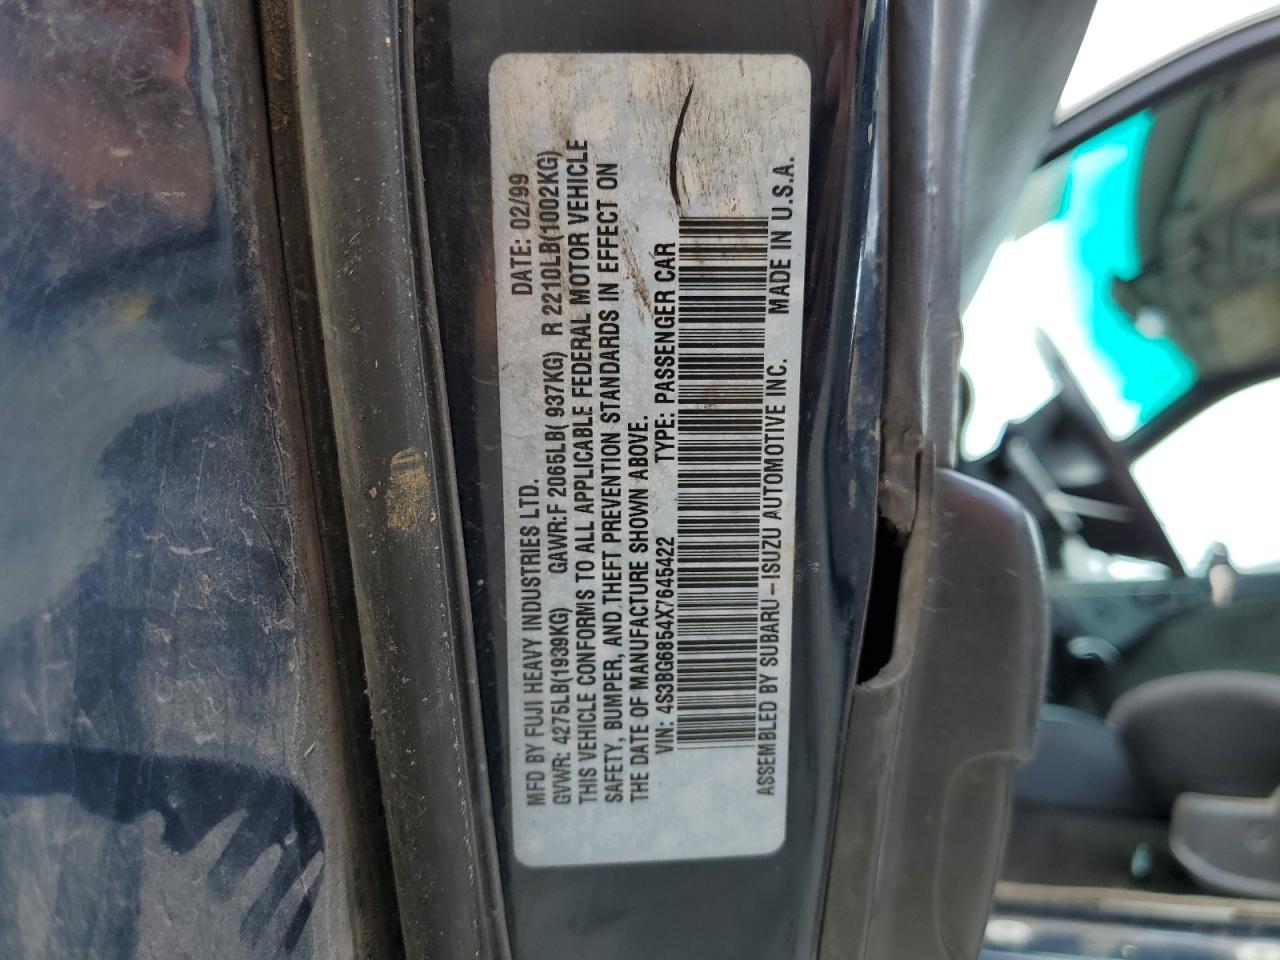 MFD BY FUJI HEAVY INDUSTRIES LTD. DATE: 02/99
GVWR: 4275LB(1939KG) GAWR:F 2065LB( 937KG) R 2210LB(1002KG)
THIS VEHICLE CONFORMS TO ALL APPLICABLE FEDERAL MOTOR VEHICLE
SAFETY, BUMPER, AND THEFT PREVENTION STANDARDS IN EFFECT ON
THE DATE OF MANUFACTURE SHOWN ABOVE.
VIN: 4S3BG6854X7645422 TYPE: PASSENGER CAR
ASSEMBLED BY SUBARU-ISUZU AUTOMOTIVE INC. MADE IN U.S.A.